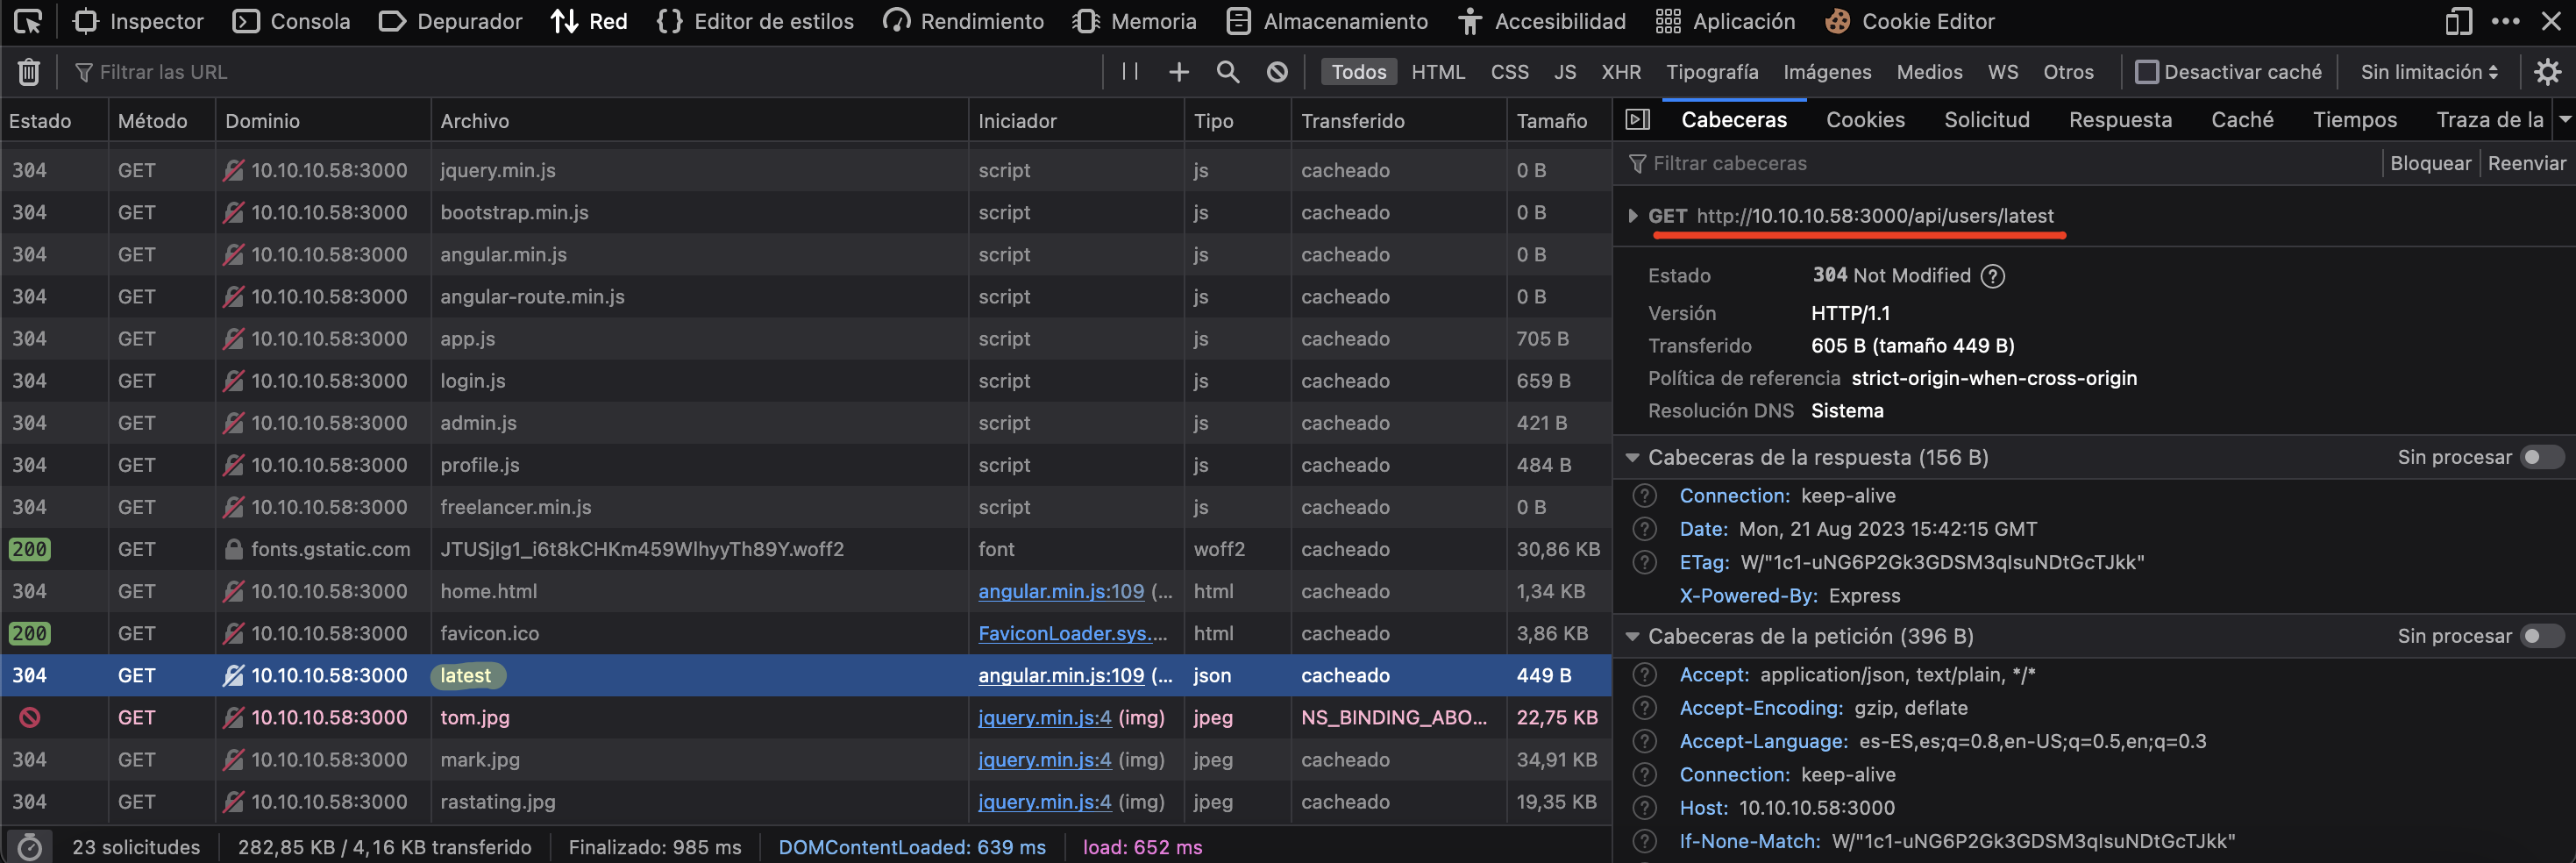 Inspector Consola Depurador Red Editor de estilos Rendimiento Memoria Almacenamiento Accesibilidad Aplicación Cookie Editor
Filtrar las URL Todos HTML CSS JS XHR Tipografía Imágenes Medios WS Otros Desactivar caché Sin limitación
Estado Método Dominio Archivo Iniciador Tipo Transferido Tamaño
304 GET 10.10.10.58:3000 jquery.min.js script js cacheado 0 B
304 GET 10.10.10.58:3000 bootstrap.min.js script js cacheado 0 B
304 GET 10.10.10.58:3000 angular.min.js script js cacheado 0 B
304 GET 10.10.10.58:3000 angular-route.min.js script js cacheado 0 B
304 GET 10.10.10.58:3000 app.js script js cacheado 705 B
304 GET 10.10.10.58:3000 login.js script js cacheado 659 B
304 GET 10.10.10.58:3000 admin.js script js cacheado 421 B
304 GET 10.10.10.58:3000 profile.js script js cacheado 484 B
304 GET 10.10.10.58:3000 freelancer.min.js script js cacheado 0 B
200 GET fonts.gstatic.com JTUSjIg1_i6t8kCHKm459WlhyyTh89Y.woff2 font woff2 cacheado 30,86 KB
304 GET 10.10.10.58:3000 home.html angular.min.js:109 (... html cacheado 1,34 KB
200 GET 10.10.10.58:3000 favicon.ico FaviconLoader.sys.... html cacheado 3,86 KB
304 GET 10.10.10.58:3000 latest angular.min.js:109 (... json cacheado 449 B
GET 10.10.10.58:3000 tom.jpg jquery.min.js:4 (img) jpeg NS_BINDING_ABO... 22,75 KB
304 GET 10.10.10.58:3000 mark.jpg jquery.min.js:4 (img) jpeg cacheado 34,91 KB
304 GET 10.10.10.58:3000 rastating.jpg jquery.min.js:4 (img) jpeg cacheado 19,35 KB
23 solicitudes 282,85 KB / 4,16 KB transferido Finalizado: 985 ms DOMContentLoaded: 639 ms load: 652 ms
Cabeceras Cookies Solicitud Respuesta Caché Tiempos Traza de la
Filtrar cabeceras Bloquear Reenviar
GET http://10.10.10.58:3000/api/users/latest
Estado 304 Not Modified ?
Versión HTTP/1.1
Transferido 605 B (tamaño 449 B)
Política de referencia strict-origin-when-cross-origin
Resolución DNS Sistema
Cabeceras de la respuesta (156 B) Sin procesar
? Connection: keep-alive
? Date: Mon, 21 Aug 2023 15:42:15 GMT
? ETag: W/"1c1-uNG6P2Gk3GDSM3qIsuNDtGcTJkk"
X-Powered-By: Express
Cabeceras de la petición (396 B) Sin procesar
? Accept: application/json, text/plain, */*
? Accept-Encoding: gzip, deflate
? Accept-Language: es-ES,es;q=0.8,en-US;q=0.5,en;q=0.3
? Connection: keep-alive
? Host: 10.10.10.58:3000
? If-None-Match: W/"1c1-uNG6P2Gk3GDSM3qIsuNDtGcTJkk"